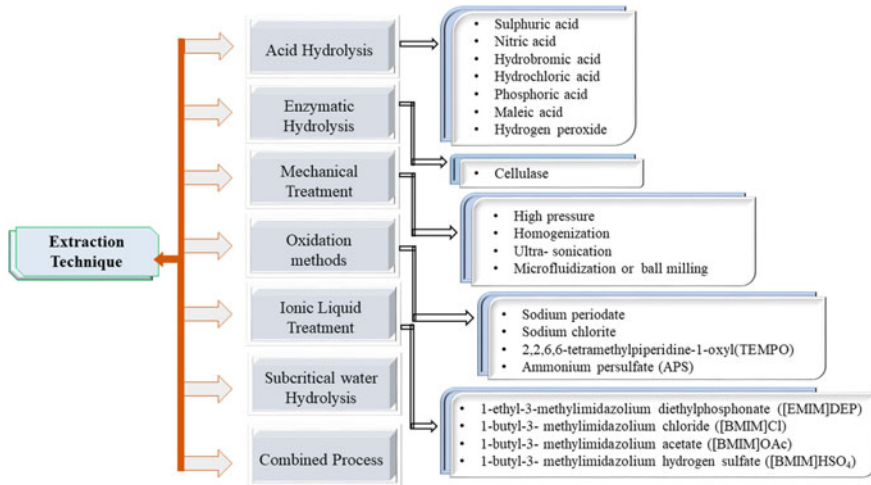 Extraction
Technique
Acid Hydrolysis
Enzymatic
Hydrolysis
Mechanical
Treatment
Oxidation
methods
Ionic Liquid
Treatment
Subcritical water
Hydrolysis
Combined Process
• Sulphuric acid
• Nitric acid
• Hydrobromic acid
• Hydrochloric acid
• Phosphoric acid
• Maleic acid
• Hydrogen peroxide
• Cellulase
• High pressure
• Homogenization
• Ultra- sonication
• Microfluidization or ball milling
• Sodium periodate
• Sodium chlorite
• 2,2,6,6-tetramethylpiperidine-1-oxyl(TEMPO)
• Ammonium persulfate (APS)
• 1-ethyl-3-methylimidazolium diethylphosphonate ([EMIM]DEP)
• 1-butyl-3- methylimidazolium chloride ([BMIM]Cl)
• 1-butyl-3- methylimidazolium acetate ([BMIM]OAc)
• 1-butyl-3- methylimidazolium hydrogen sulfate ([BMIM]HSO₄)